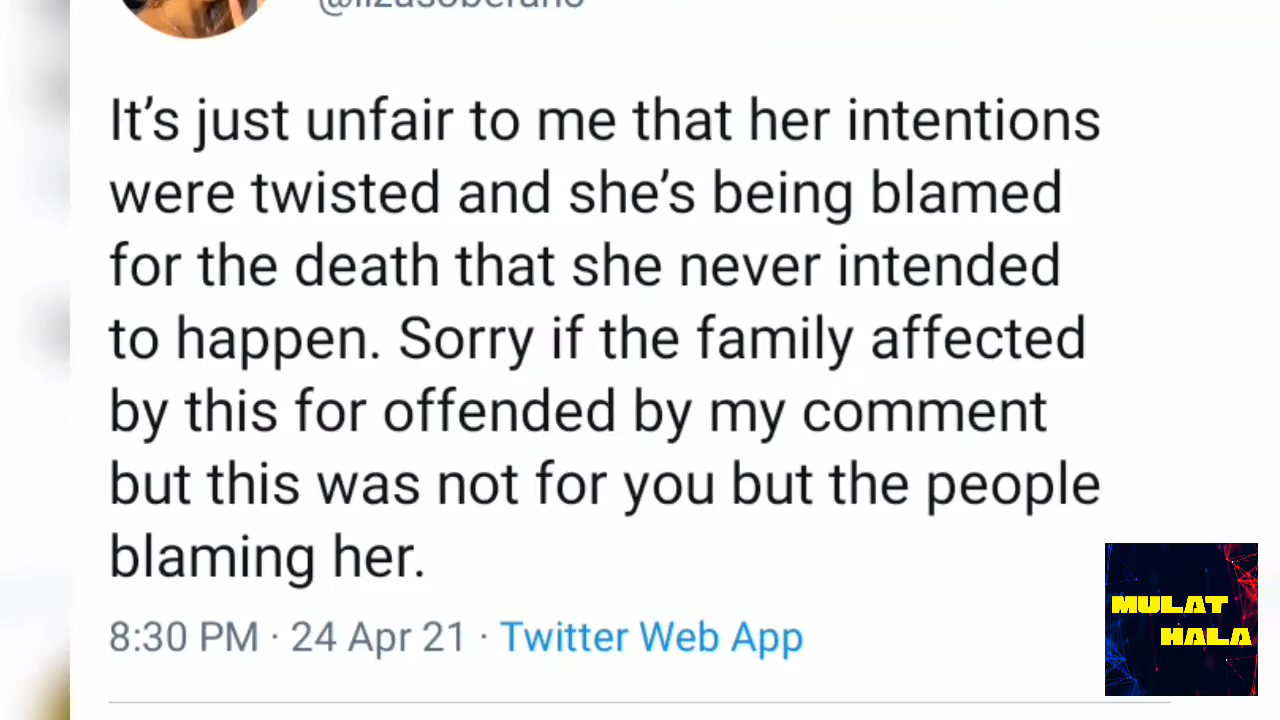 @lizasoberano
It's just unfair to me that her intentions
were twisted and she's being blamed
for the death that she never intended
to happen. Sorry if the family affected
by this for offended by my comment
but this was not for you but the people
blaming her.
8:30 PM · 24 Apr 21 · Twitter Web App
MULAT
HALA